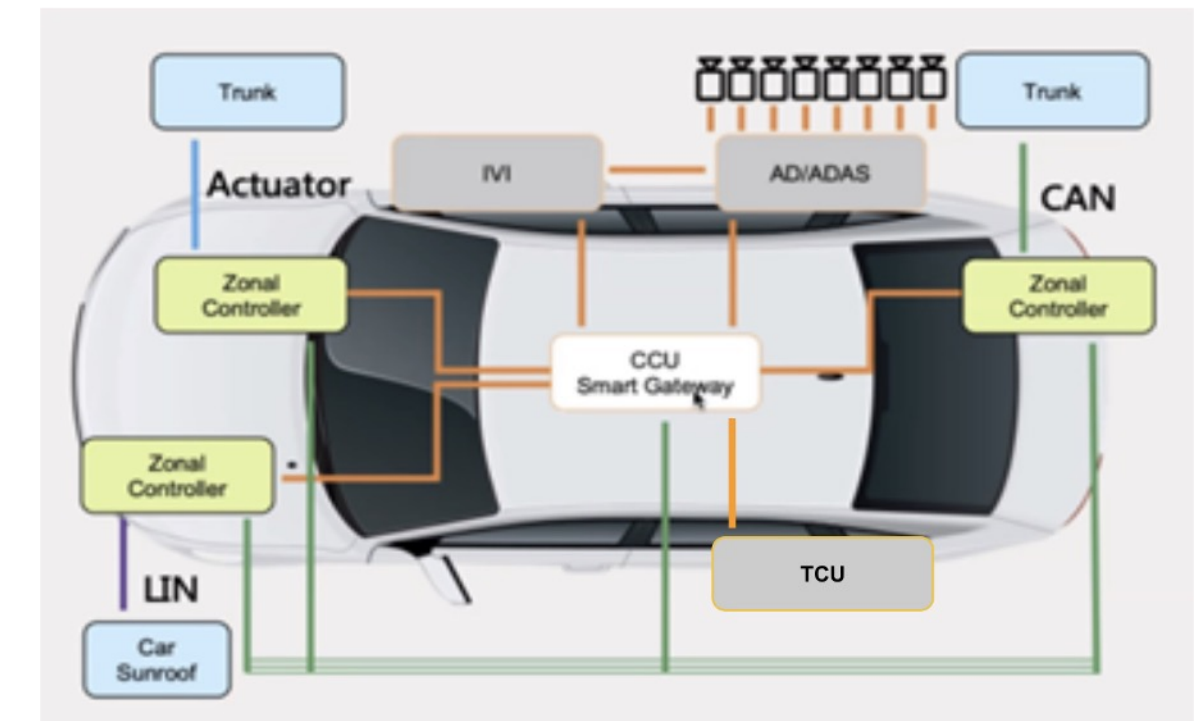 Trunk
Trunk
IVI
AD/ADAS
Actuator
CAN
Zonal
Controller
Zonal
Controller
CCU
Smart Gateway
Zonal
Controller
TCU
LIN
Car
Sunroof